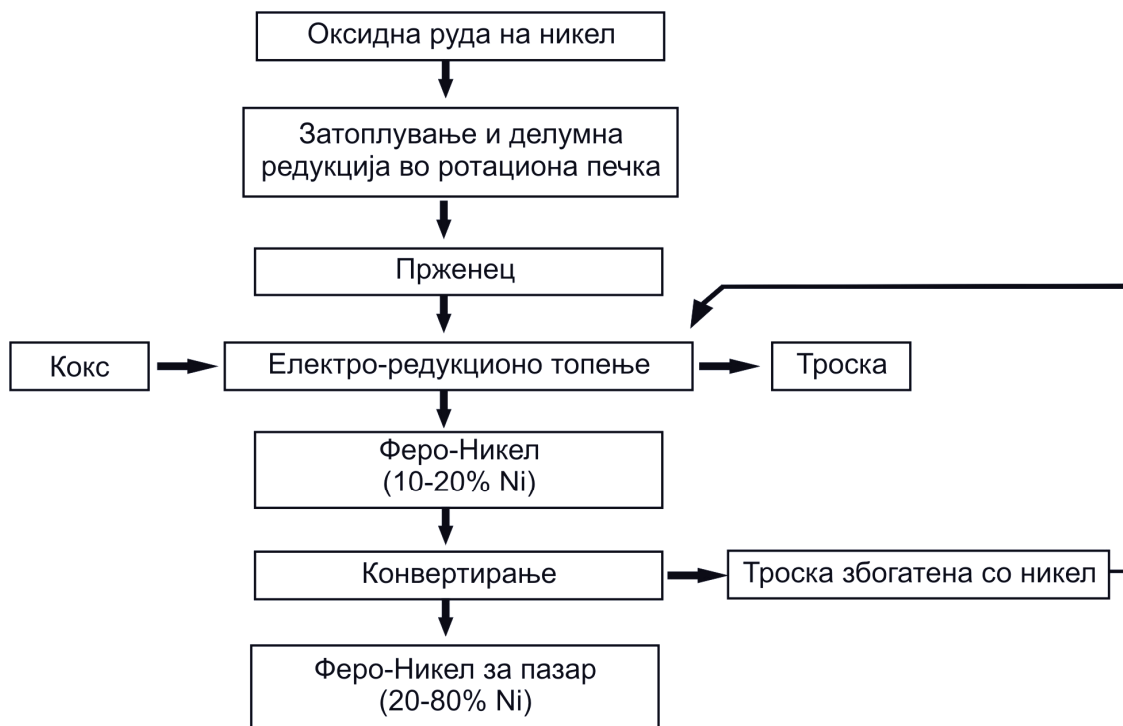 Оксидна руда на никел
Затоплување и делумна
редукција во ротациона печка
Прженец
Кокс
Електро-редукционо топење
Троска
Феро-Никел
(10-20% Ni)
Конвертирање
Троска збогатена со никел
Феро-Никел за пазар
(20-80% Ni)